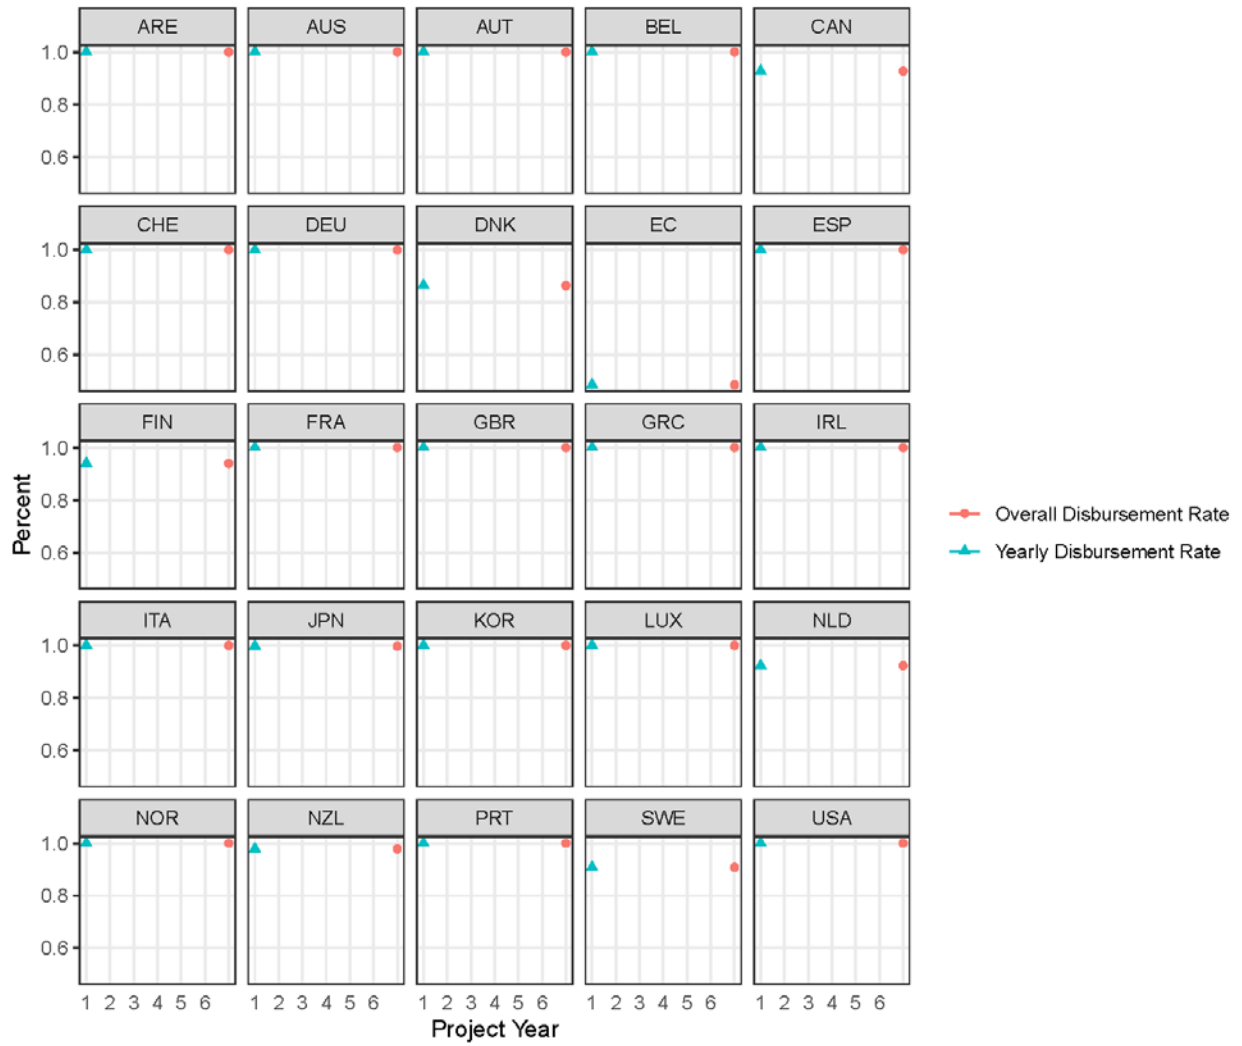 ARE AUS AUT BEL CAN
1.0
0.8
0.6
CHE DEU DNK EC ESP
1.0
0.8
0.6
FIN FRA GBR GRC IRL
1.0
0.8
0.6
ITA JPN KOR LUX NLD
1.0
0.8
0.6
NOR NZL PRT SWE USA
1.0
0.8
0.6
1 2 3 4 5 6 1 2 3 4 5 6 1 2 3 4 5 6 1 2 3 4 5 6 1 2 3 4 5 6
Project Year
Percent
Overall Disbursement Rate
Yearly Disbursement Rate